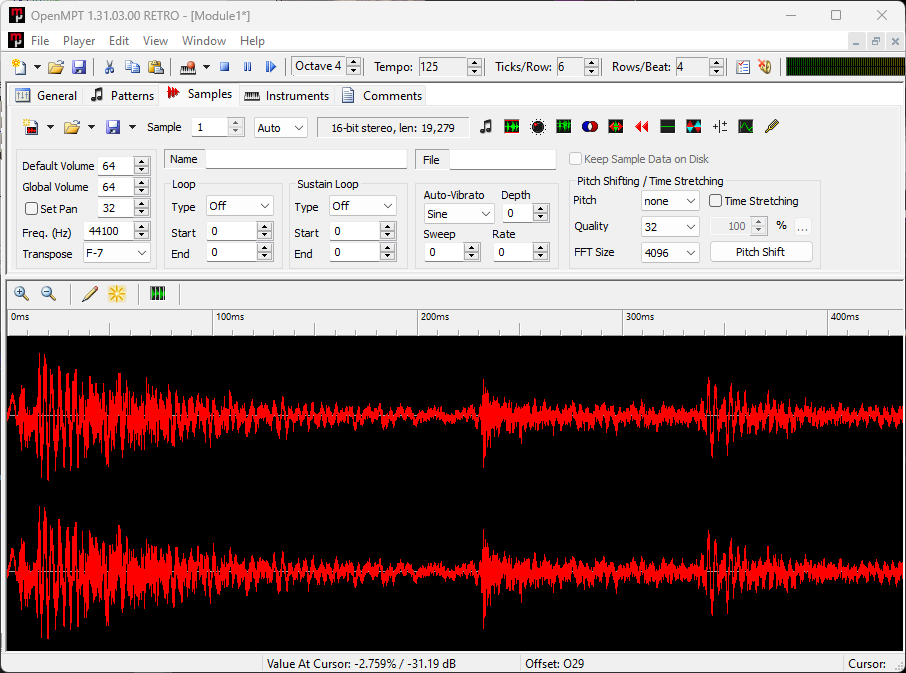 OpenMPT 1.31.03.00 RETRO - [Module1*]
File Player Edit View Window Help
Octave 4 Tempo: 125 Ticks/Row: 6 Rows/Beat: 4
General Patterns Samples Instruments Comments
Sample 1 Auto 16-bit stereo, len: 19,279
Default Volume 64
Global Volume 64
Set Pan 32
Freq. (Hz) 44100
Transpose F-7
Name
Loop
Type Off
Start 0
End 0
Sustain Loop
Type Off
Start 0
End 0
File
Auto-Vibrato Depth
Sine 0
Sweep Rate
0 0
Keep Sample Data on Disk
Pitch Shifting / Time Stretching
Pitch none Time Stretching
Quality 32 100 % ...
FFT Size 4096 Pitch Shift
0ms 100ms 200ms 300ms 400ms
Value At Cursor: -2.759% / -31.19 dB Offset: O29 Cursor: